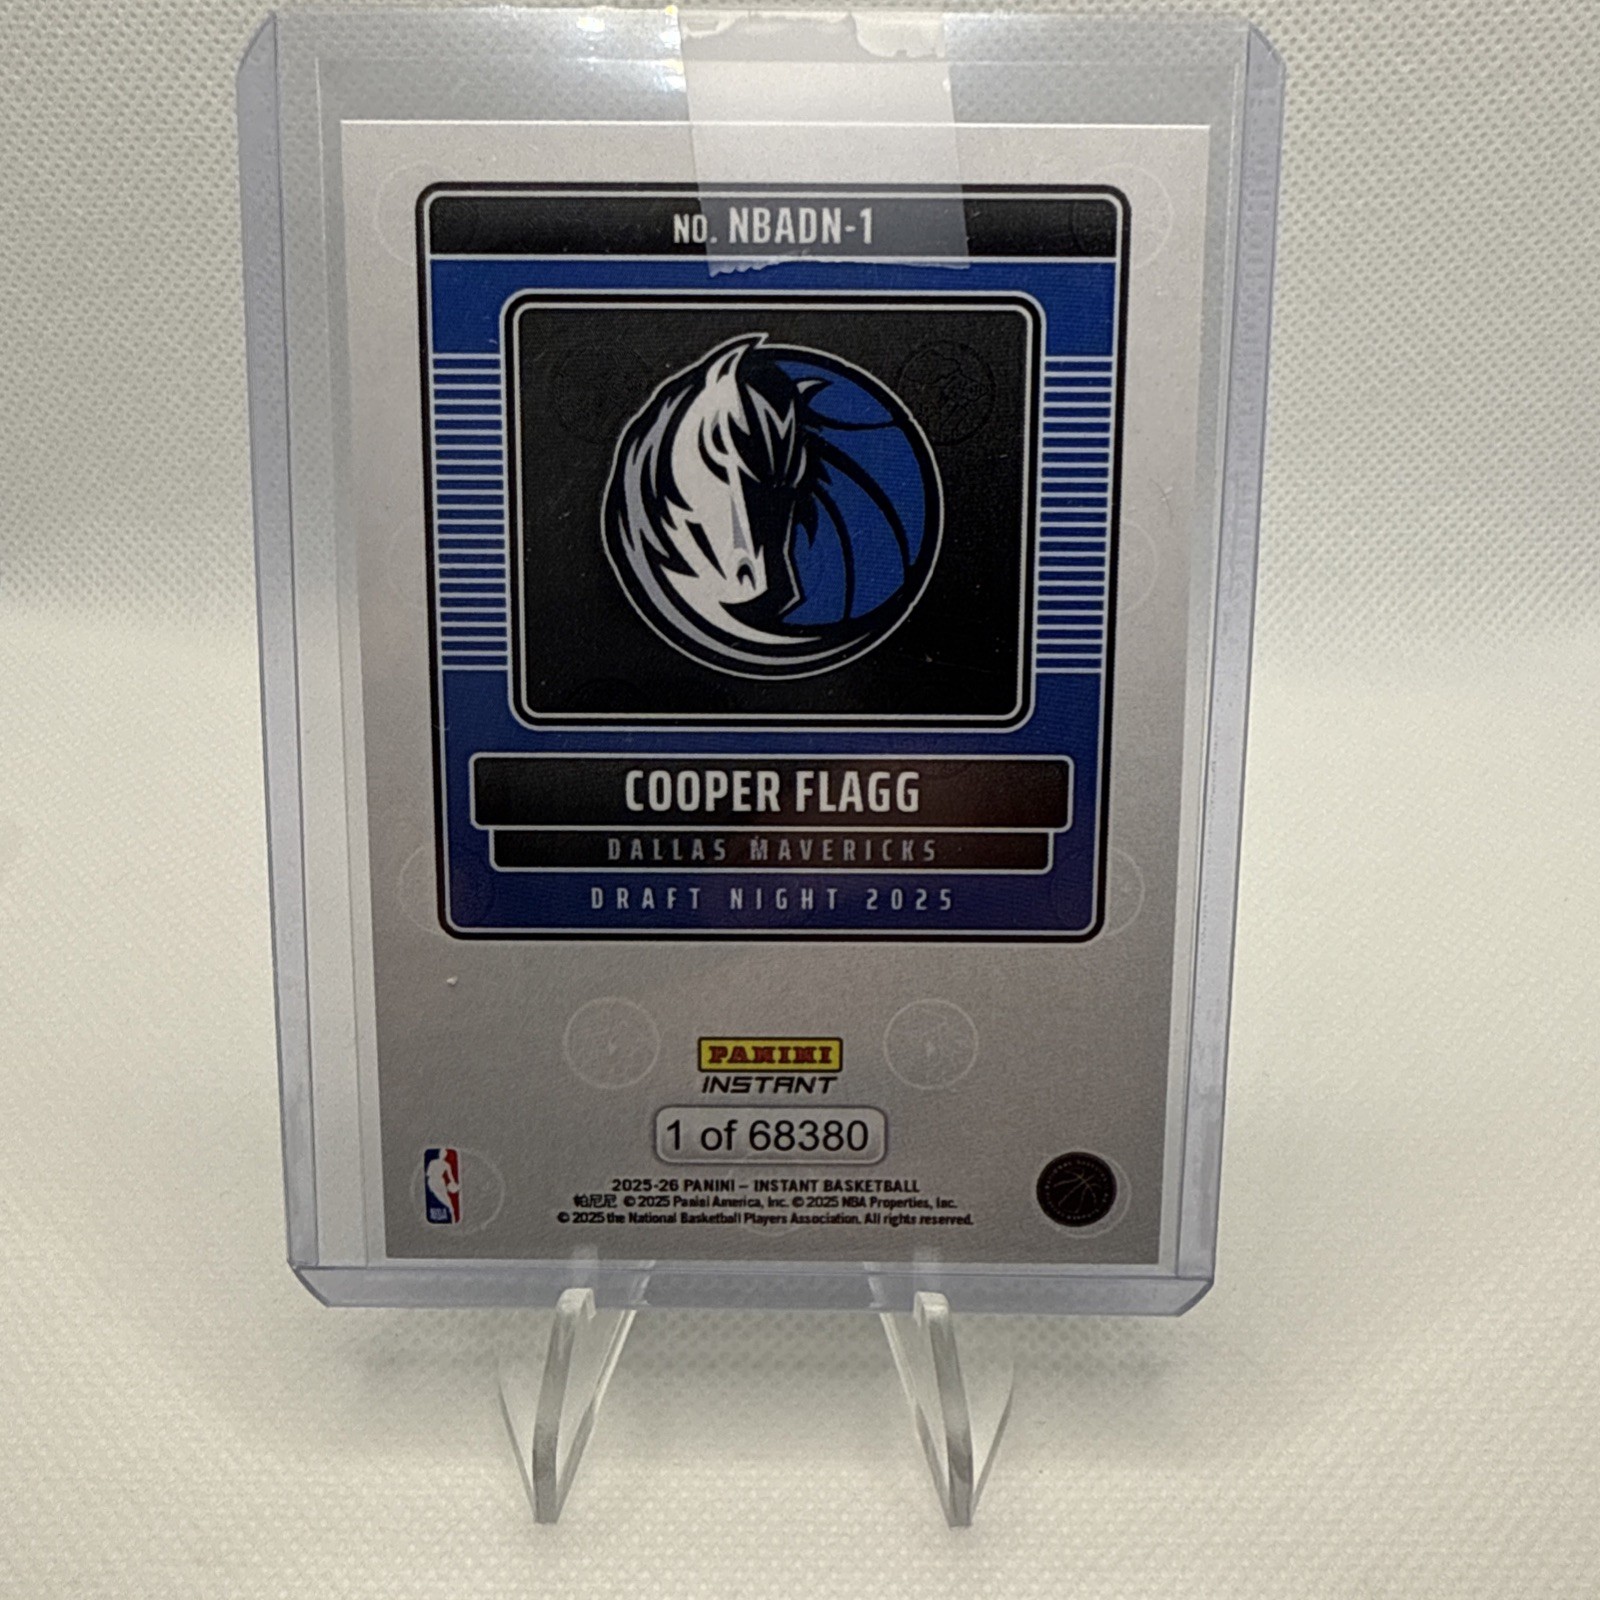 NO. NBADN-1
COOPER FLAGG
DALLAS MAVERICKS
DRAFT NIGHT 2025
PANINI
INSTANT
1 of 68380
2025-26 PANINI – INSTANT BASKETBALL
帕尼尼 © 2025 Panini America, Inc. © 2025 NBA Properties, Inc.
© 2025 the National Basketball Players Association. All rights reserved.
NBA